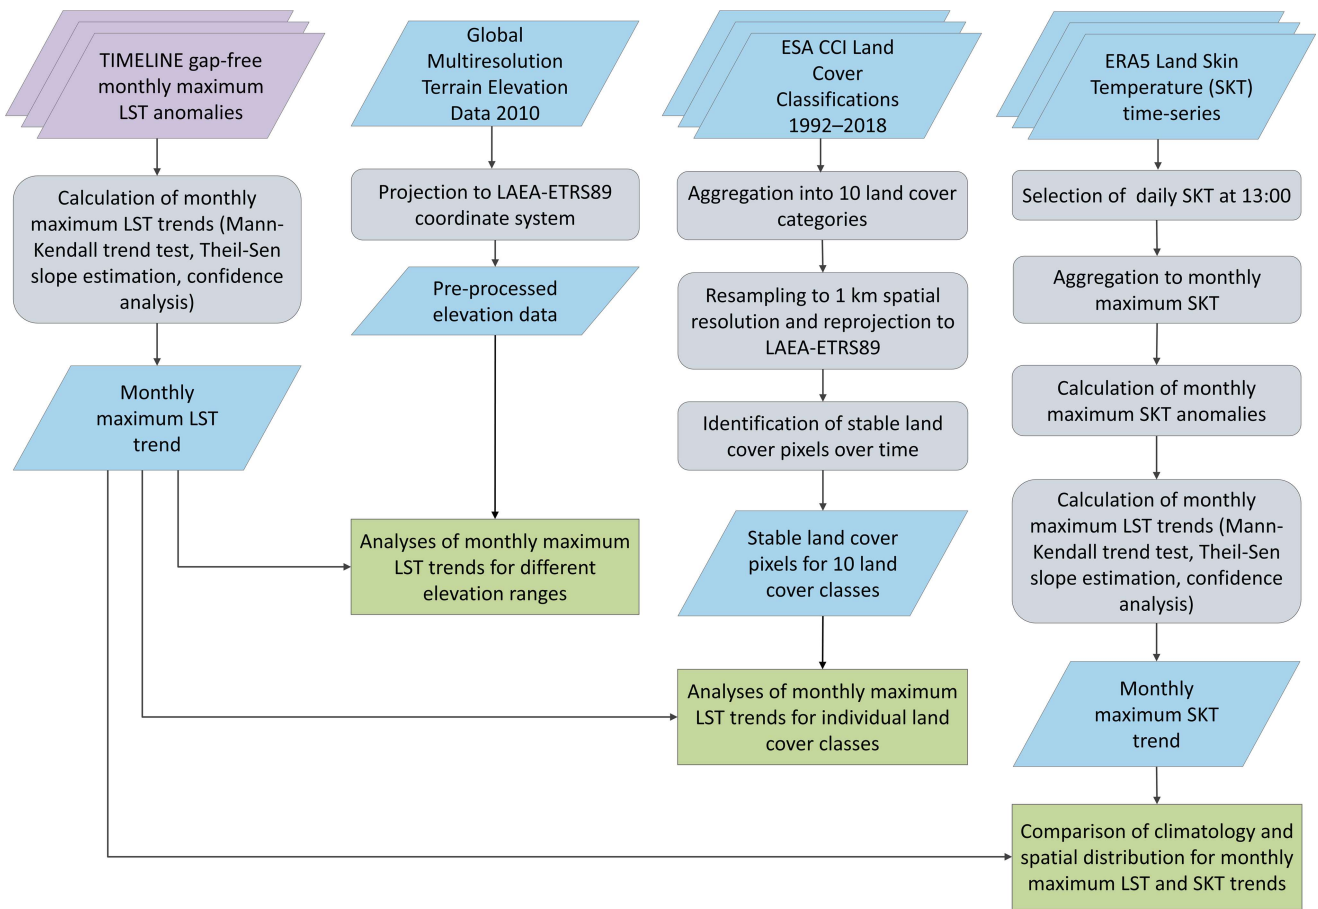 TIMELINE gap-free
monthly maximum
LST anomalies
Calculation of monthly
maximum LST trends (Mann-
Kendall trend test, Theil-Sen
slope estimation, confidence
analysis)
Monthly
maximum LST
trend
Global
Multiresolution
Terrain Elevation
Data 2010
Projection to LAEA-ETRS89
coordinate system
Pre-processed
elevation data
Analyses of monthly maximum
LST trends for different
elevation ranges
ESA CCI Land
Cover
Classifications
1992–2018
Aggregation into 10 land cover
categories
Resampling to 1 km spatial
resolution and reprojection to
LAEA-ETRS89
Identification of stable land
cover pixels over time
Stable land cover
pixels for 10 land
cover classes
Analyses of monthly maximum
LST trends for individual land
cover classes
ERA5 Land Skin
Temperature (SKT)
time-series
Selection of  daily SKT at 13:00
Aggregation to monthly
maximum SKT
Calculation of monthly
maximum SKT anomalies
Calculation of monthly
maximum LST trends (Mann-
Kendall trend test, Theil-Sen
slope estimation, confidence
analysis)
Monthly
maximum SKT
trend
Comparison of climatology and
spatial distribution for monthly
maximum LST and SKT trends